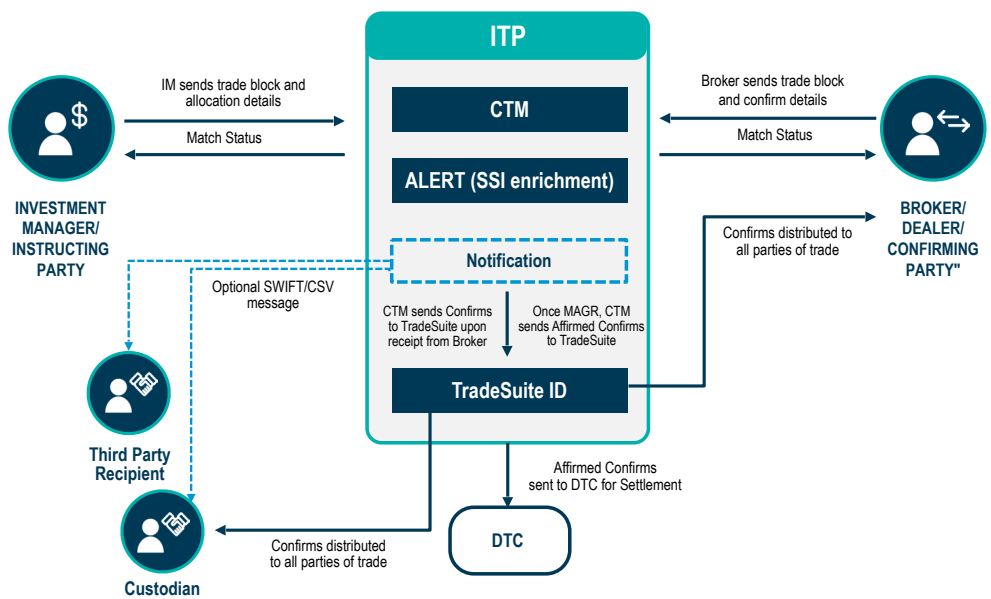 ITP
IM sends trade block and
allocation details
Match Status
$
INVESTMENT
MANAGER/
INSTRUCTING
PARTY
CTM
ALERT (SSI enrichment)
Notification
Broker sends trade block
and confirm details
Match Status
BROKER/
DEALER/
CONFIRMING
PARTY"
Confirms distributed to
all parties of trade
Optional SWIFT/CSV
message
CTM sends Confirms
to TradeSuite upon
receipt from Broker
Once MAGR, CTM
sends Affirmed Confirms
to TradeSuite
TradeSuite ID
Third Party
Recipient
Affirmed Confirms
sent to DTC for Settlement
DTC
Confirms distributed
to all parties of trade
Custodian